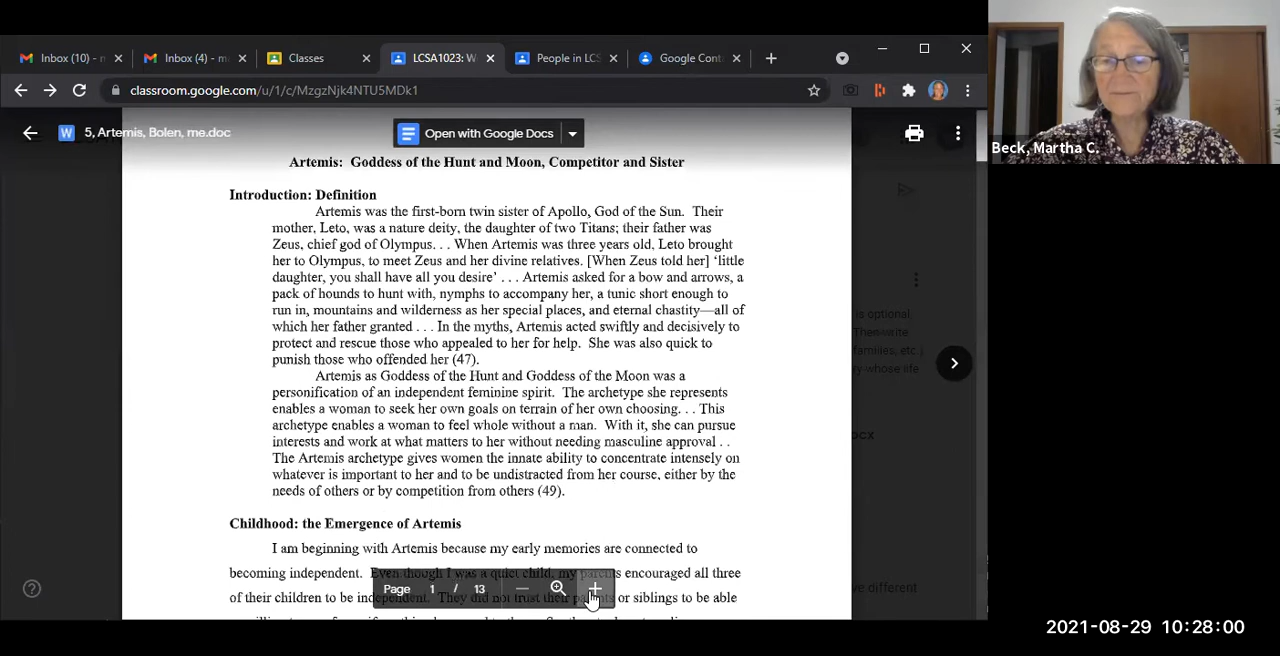 Inbox (10) - m
Inbox (4) - m
Classes
LCSA1023: W
People in LCS
Google Cont
classroom.google.com/u/1/c/MzgzNjk4NTU5MDk1
5, Artemis, Bolen, me.doc
Open with Google Docs
Artemis: Goddess of the Hunt and Moon, Competitor and Sister
Introduction: Definition
Artemis was the first-born twin sister of Apollo, God of the Sun. Their
mother, Leto, was a nature deity, the daughter of two Titans; their father was
Zeus, chief god of Olympus. . . When Artemis was three years old, Leto brought
her to Olympus, to meet Zeus and her divine relatives. [When Zeus told her] 'little
daughter, you shall have all you desire' . . . Artemis asked for a bow and arrows, a
pack of hounds to hunt with, nymphs to accompany her, a tunic short enough to
run in, mountains and wilderness as her special places, and eternal chastity—all of
which her father granted . . . In the myths, Artemis acted swiftly and decisively to
protect and rescue those who appealed to her for help. She was also quick to
punish those who offended her (47).
Artemis as Goddess of the Hunt and Goddess of the Moon was a
personification of an independent feminine spirit. The archetype she represents
enables a woman to seek her own goals on terrain of her own choosing. . . This
archetype enables a woman to feel whole without a man. With it, she can pursue
interests and work at what matters to her without needing masculine approval . .
The Artemis archetype gives women the innate ability to concentrate intensely on
whatever is important to her and to be undistracted from her course, either by the
needs of others or by competition from others (49).
Childhood: the Emergence of Artemis
I am beginning with Artemis because my early memories are connected to
becoming independent. Even though I was a quiet child, my parents encouraged all three
of their children to be independent. They did not trust their parents or siblings to be able
Page 1 / 13
is optional,
Then write
families, etc
y whose life
ocx
ve different
Beck, Martha C.
2021-08-29 10:28:00